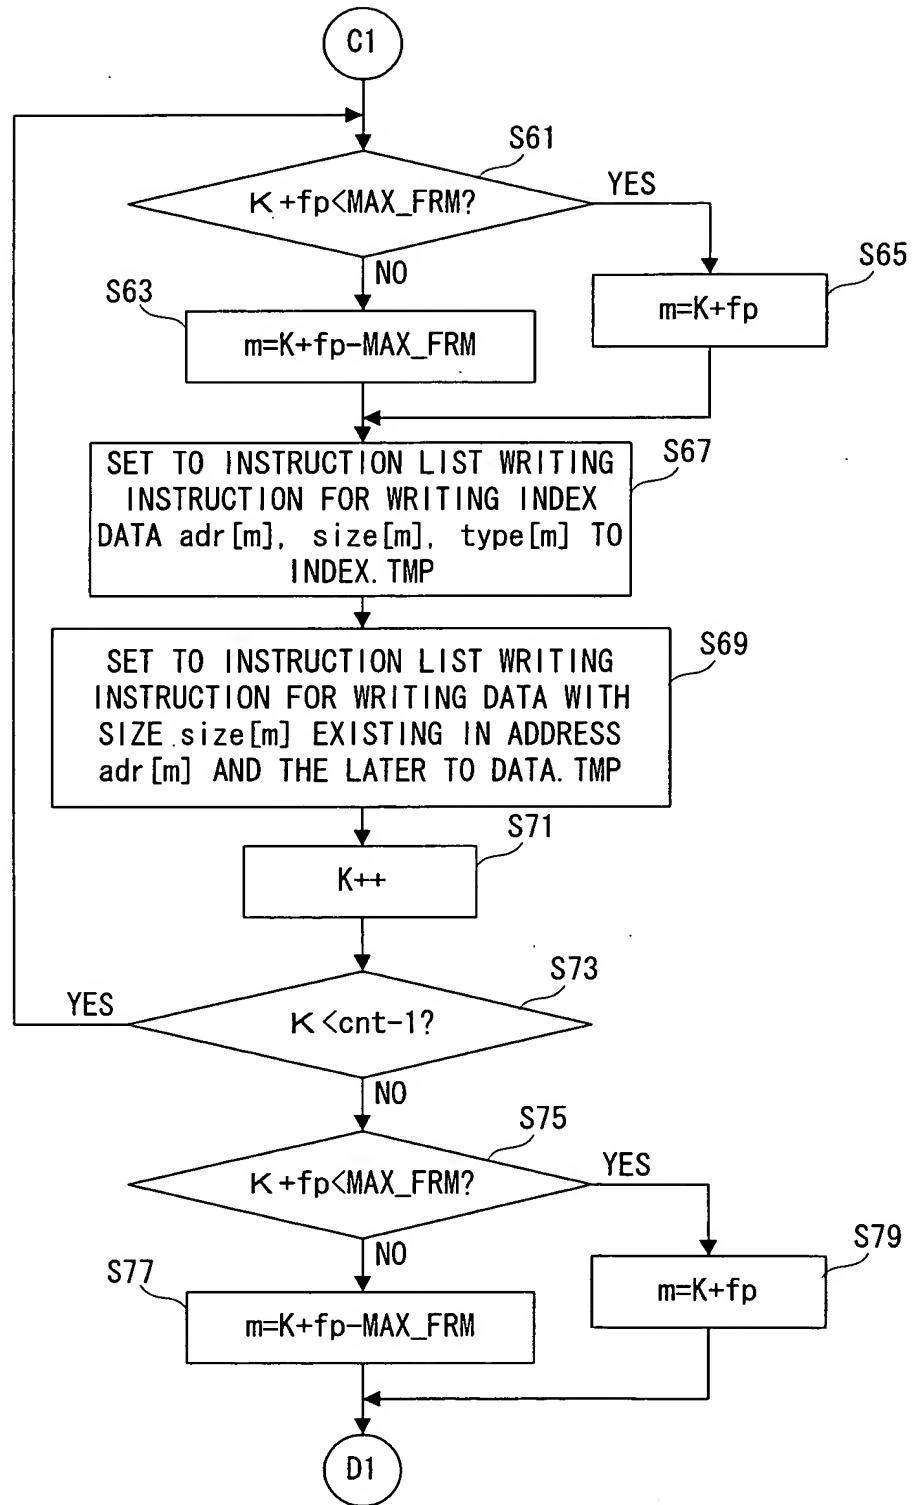 C1
S61
K+fp<MAX_FRM?
YES
S65
NO
S63
m=K+fp
m=K+fp-MAX_FRM
S67
SET TO INSTRUCTION LIST WRITING
INSTRUCTION FOR WRITING INDEX
DATA adr[m], size[m], type[m] TO
INDEX.TMP
S69
SET TO INSTRUCTION LIST WRITING
INSTRUCTION FOR WRITING DATA WITH
SIZE size[m] EXISTING IN ADDRESS
adr[m] AND THE LATER TO DATA.TMP
S71
K++
S73
YES
K<cnt-1?
NO
S75
K+fp<MAX_FRM?
YES
NO
S79
S77
m=K+fp
m=K+fp-MAX_FRM
D1